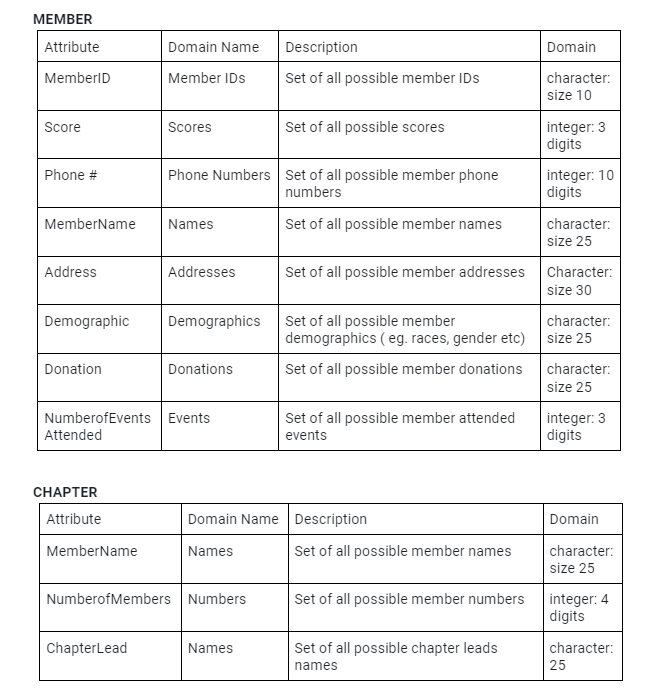 MEMBER
Attribute Domain Name Description Domain
MemberID Member IDs Set of all possible member IDs character:
size 10
Score Scores Set of all possible scores integer: 3
digits
Phone # Phone Numbers Set of all possible member phone integer: 10
numbers digits
MemberName Names Set of all possible member names character:
size 25
Address Addresses Set of all possible member addresses Character:
size 30
Demographic Demographics Set of all possible member character:
demographics ( eg. races, gender etc) size 25
Donation Donations Set of all possible member donations character:
size 25
NumberofEvents Events Set of all possible member attended integer: 3
Attended events digits
CHAPTER
Attribute Domain Name Description Domain
MemberName Names Set of all possible member names character:
size 25
NumberofMembers Numbers Set of all possible member numbers integer: 4
digits
ChapterLead Names Set of all possible chapter leads character:
names 25